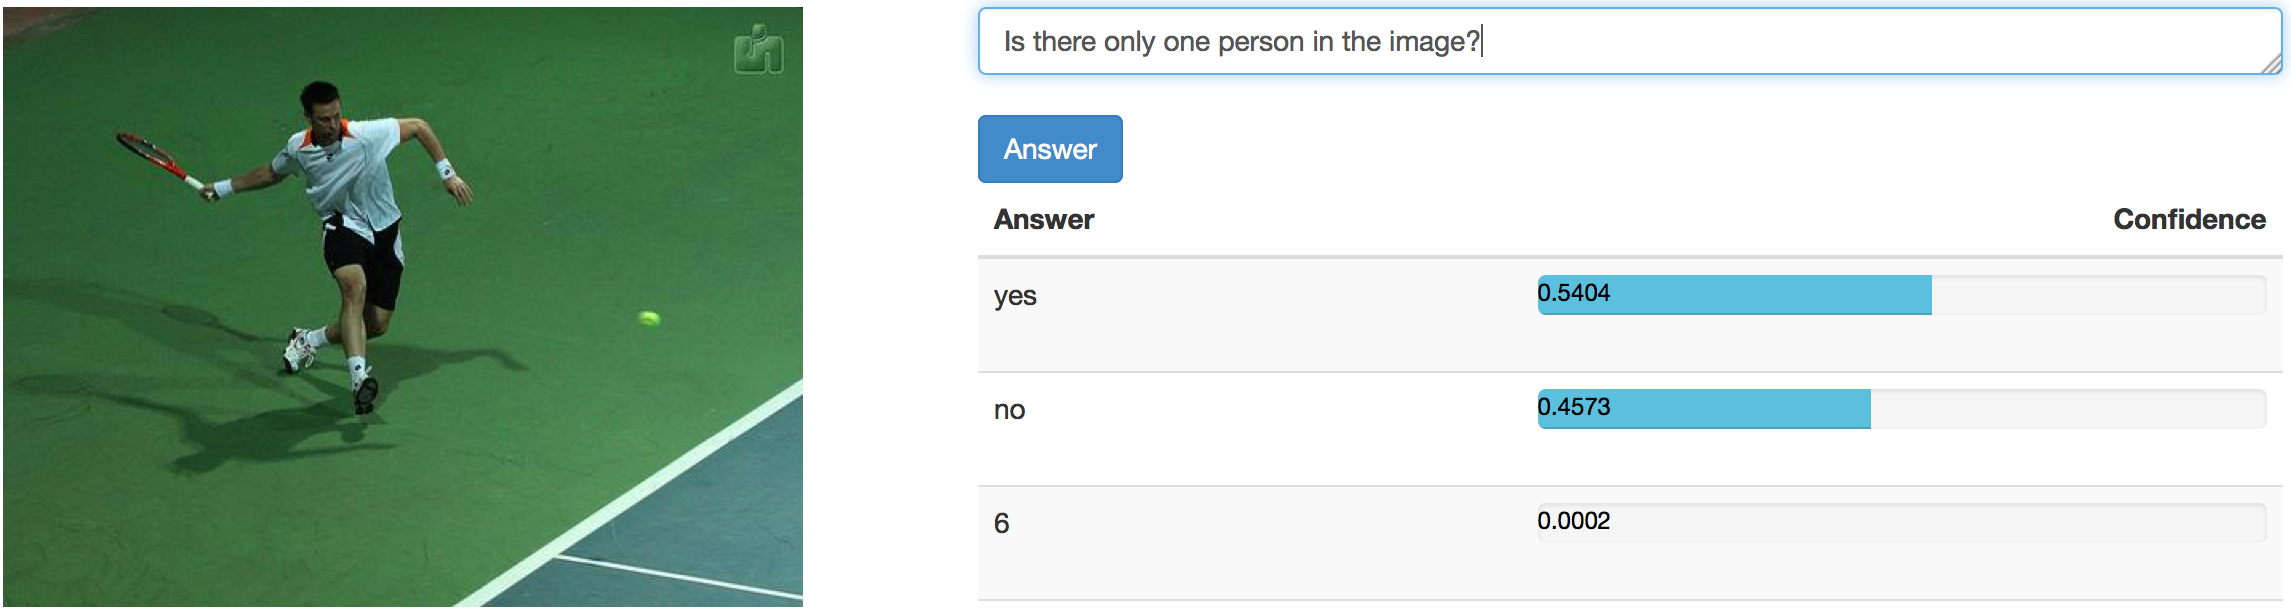 Is there only one person in the image?
Answer
Answer Confidence
yes 0.5404
no 0.4573
6 0.0002